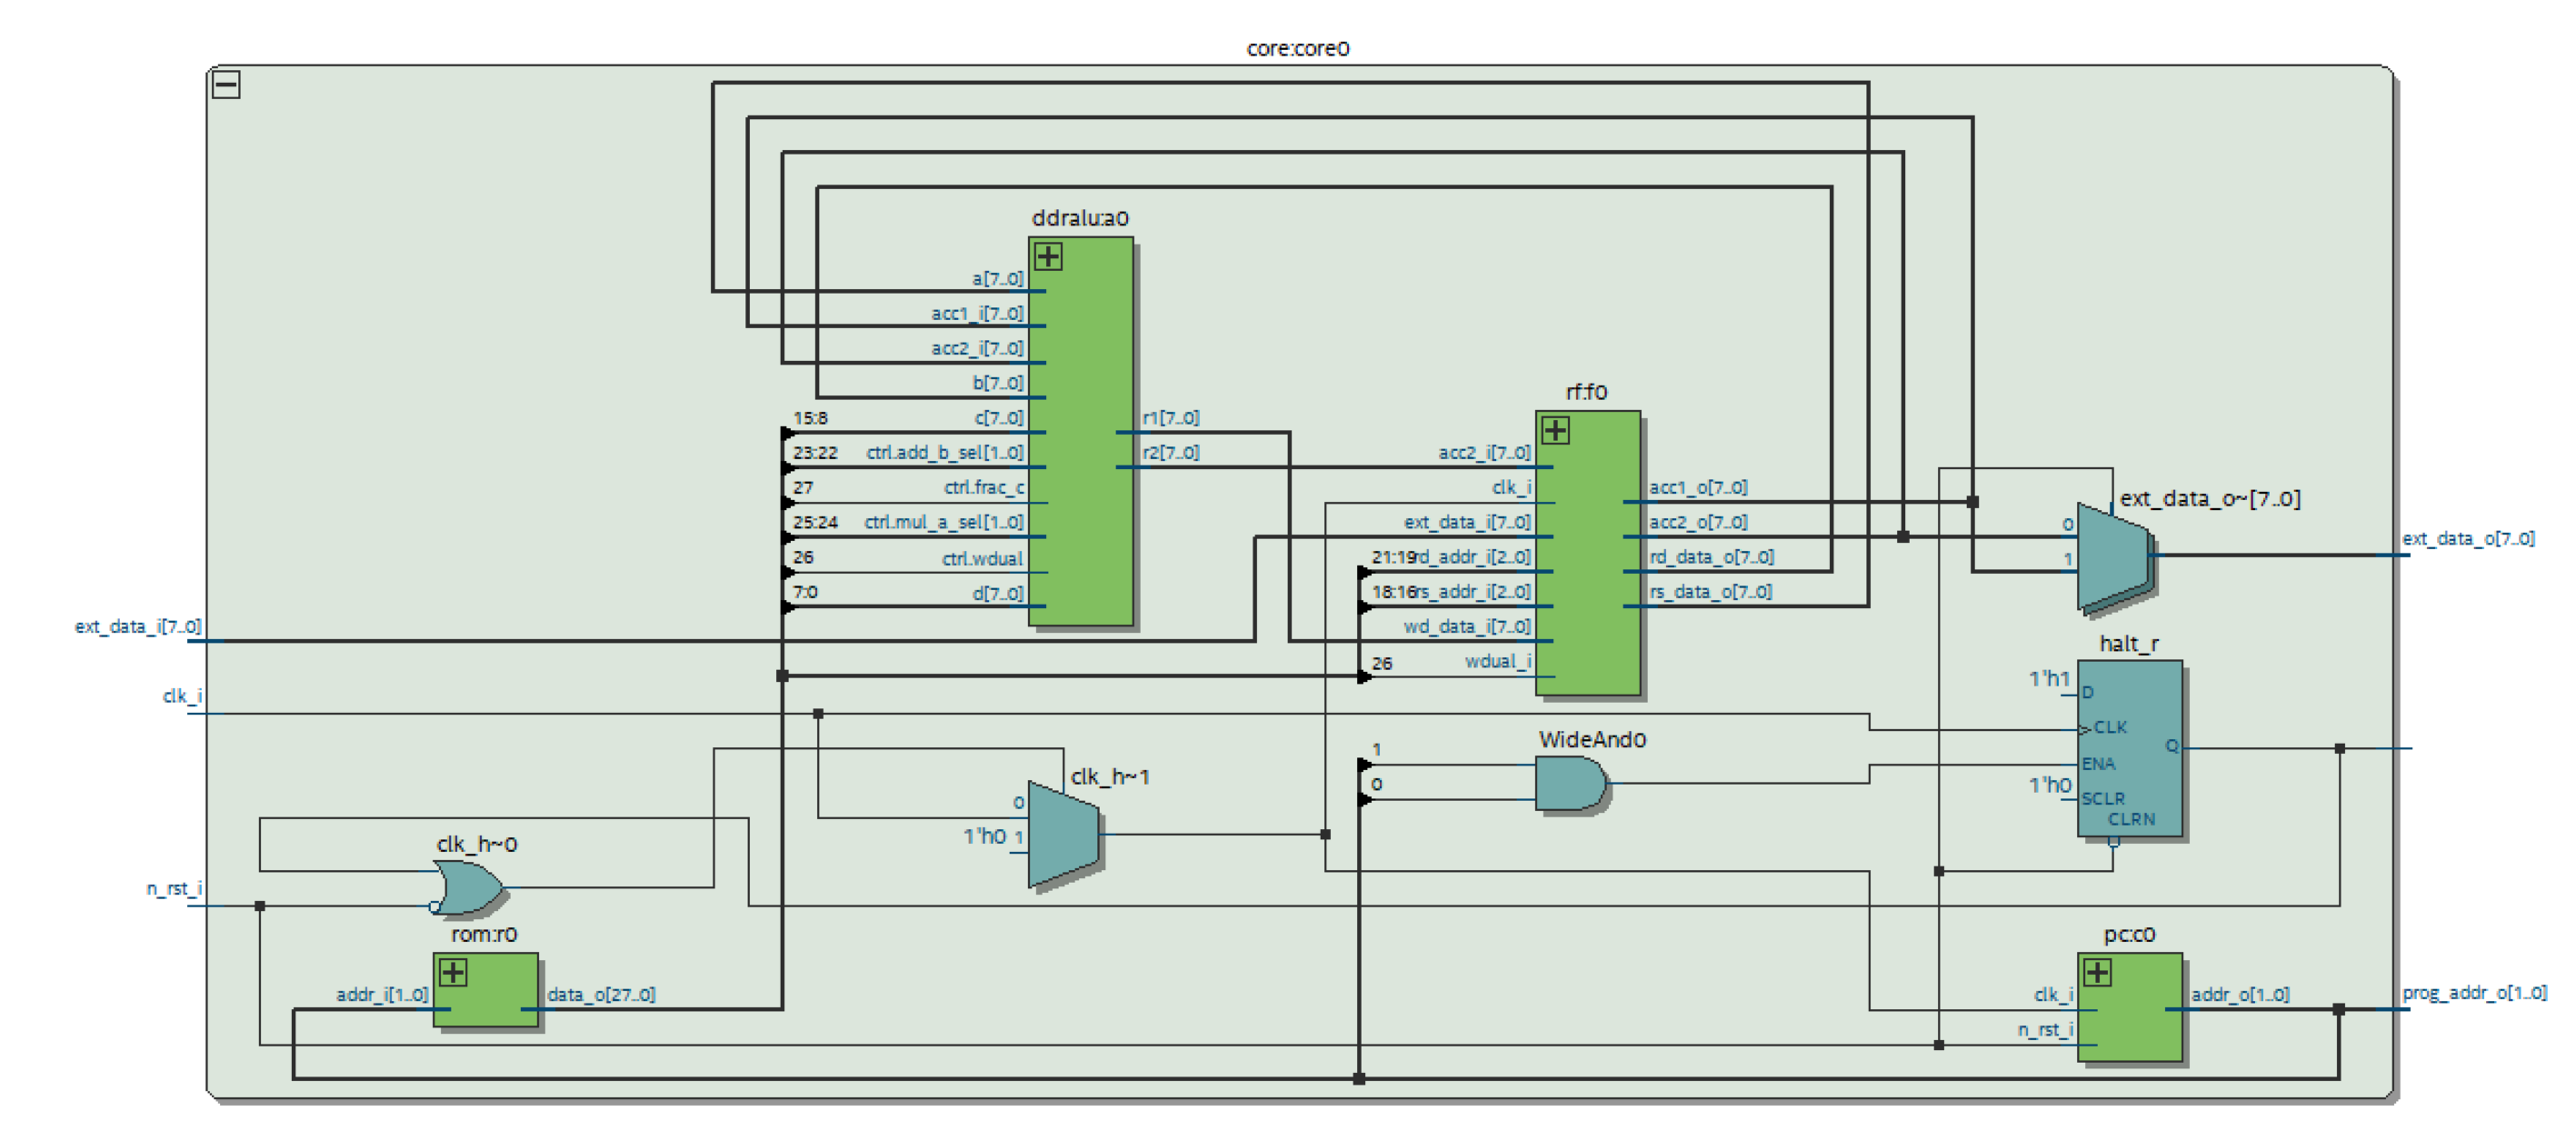 core:core0
ddralu:a0
a[7..0]
acc1_i[7..0]
acc2_i[7..0]
b[7..0]
15:8 c[7..0]
23:22 ctrl.add_b_sel[1..0]
27 ctrl.frac_c
25:24 ctrl.mul_a_sel[1..0]
26 ctrl.wdual
7:0 d[7..0]
r1[7..0]
r2[7..0]
rf:f0
acc2_i[7..0]
clk_i
ext_data_i[7..0]
21:19 rd_addr_i[2..0]
18:16 rs_addr_i[2..0]
wd_data_i[7..0]
26 wdual_i
acc1_o[7..0]
acc2_o[7..0]
rd_data_o[7..0]
rs_data_o[7..0]
ext_data_o~[7..0]
0
1
ext_data_o[7..0]
ext_data_i[7..0]
clk_i
n_rst_i
halt_r
1'h1 D
CLK
Q
ENA
1'h0 SCLR
CLRN
WideAnd0
1
0
clk_h~1
0
1'h0 1
clk_h~0
rom:r0
addr_i[1..0]
data_o[27..0]
pc:c0
clk_i
n_rst_i
addr_o[1..0]
prog_addr_o[1..0]